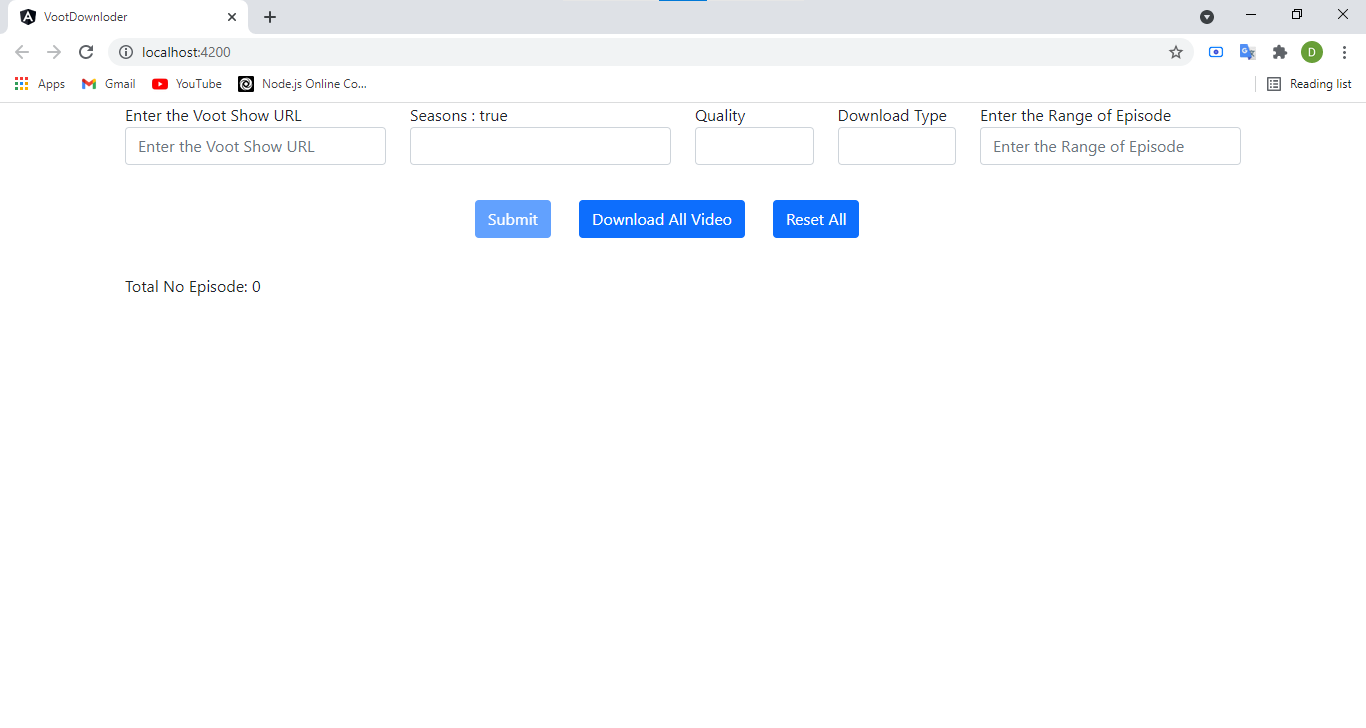 VootDownloder
localhost:4200
D
Apps Gmail YouTube Node.js Online Co... Reading list
Enter the Voot Show URL Seasons : true Quality Download Type Enter the Range of Episode
Enter the Voot Show URL Enter the Range of Episode
Submit Download All Video Reset All
Total No Episode: 0